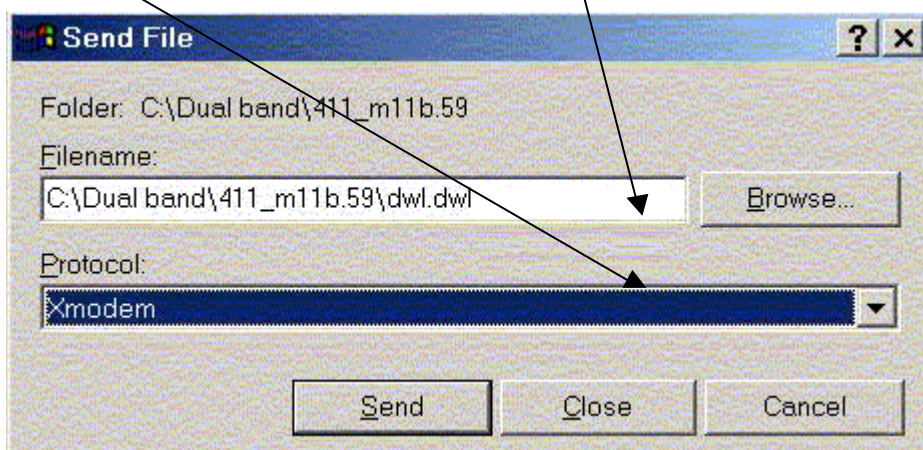 Send File
Folder: C:\Dual band\411_m11b.59
Filename:
C:\Dual band\411_m11b.59\dwl.dwl
Browse...
Protocol:
Xmodem
Send Close Cancel